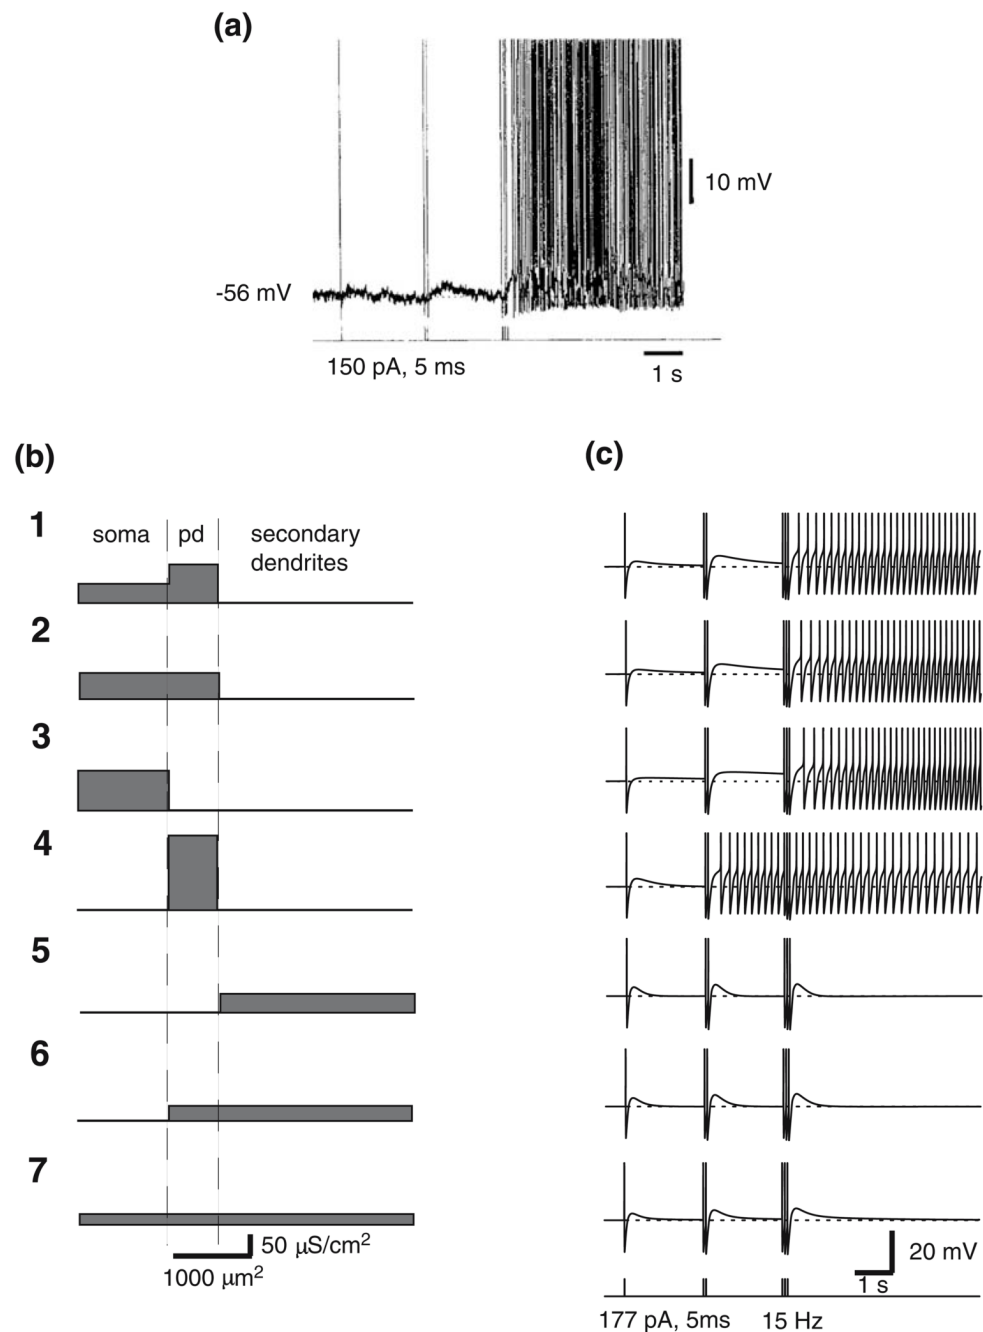 (a)
10 mV
-56 mV
150 pA, 5 ms
1 s
(b)
(c)
1
soma pd secondary
dendrites
2
3
4
5
6
7
50 µS/cm²
1000 µm²
20 mV
1 s
177 pA, 5ms 15 Hz